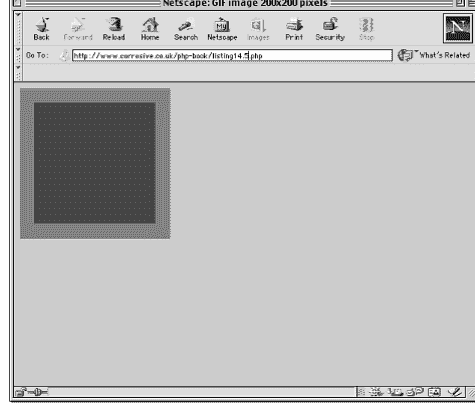 Netscape: GIF image 200x200 pixels
Back Forward Reload Home Search Netscape Images Print Security Stop
My
N
Go To: http://www.corrosive.co.uk/php-book/listing14.5.php What's Related